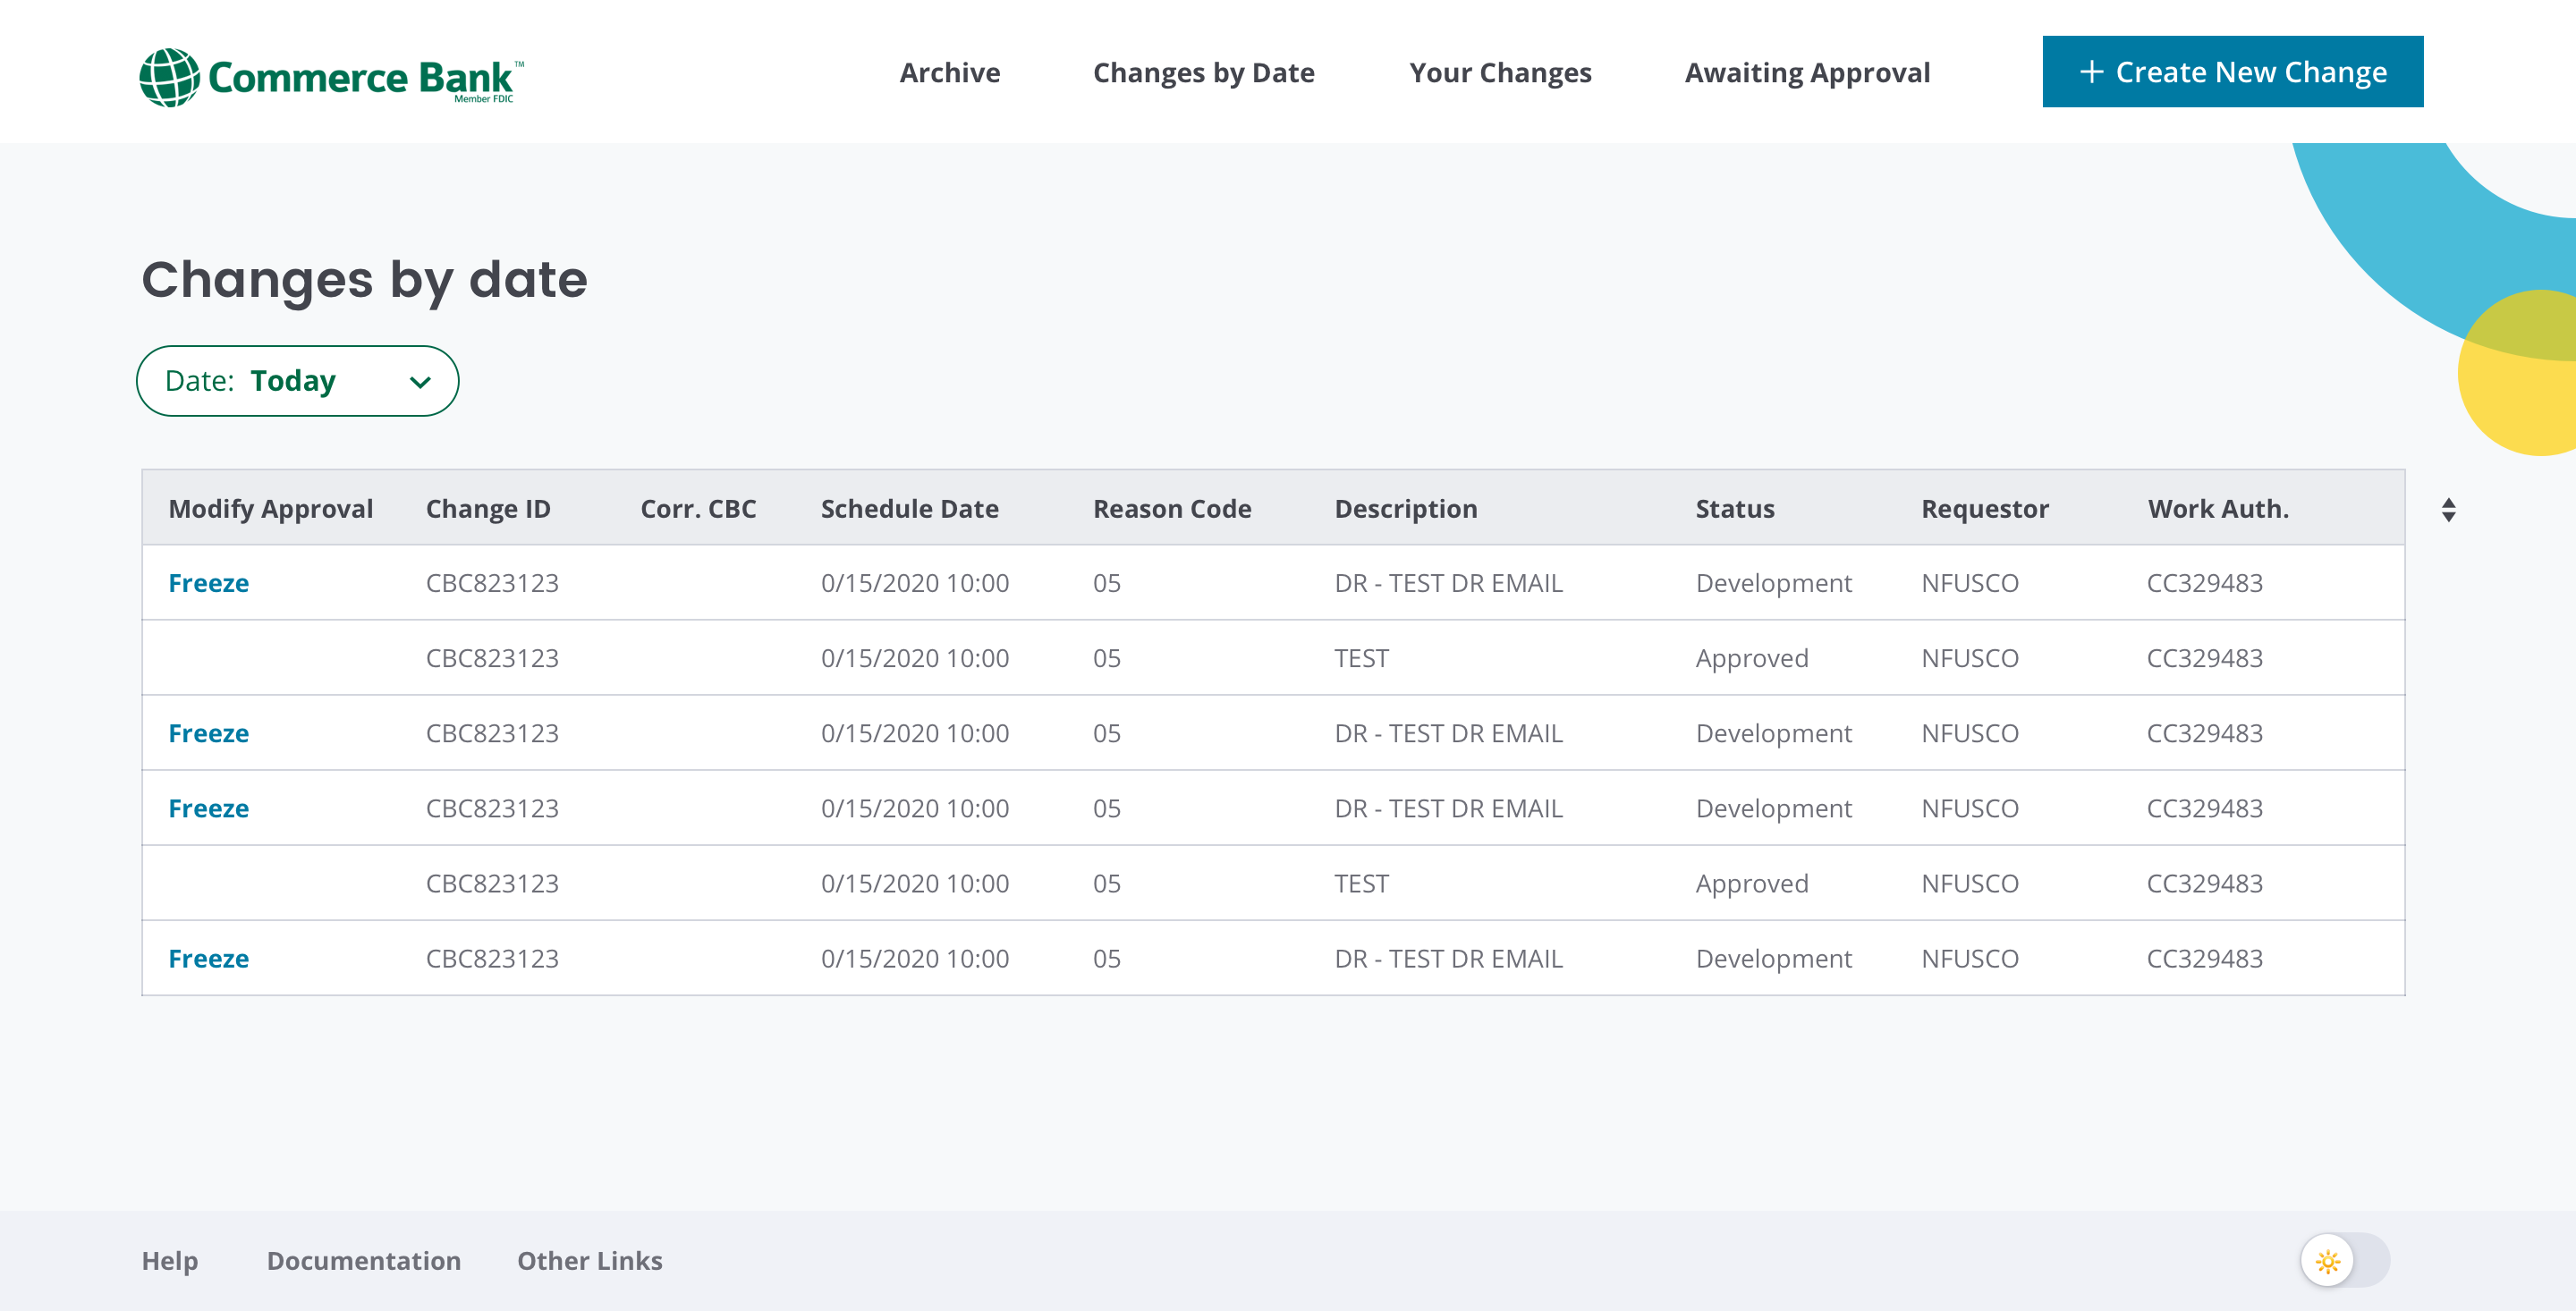 Commerce Bank™
Member FDIC
Archive Changes by Date Your Changes Awaiting Approval + Create New Change
Changes by date
Date: Today
Modify Approval Change ID Corr. CBC Schedule Date Reason Code Description Status Requestor Work Auth.
Freeze CBC823123 0/15/2020 10:00 05 DR - TEST DR EMAIL Development NFUSCO CC329483
CBC823123 0/15/2020 10:00 05 TEST Approved NFUSCO CC329483
Freeze CBC823123 0/15/2020 10:00 05 DR - TEST DR EMAIL Development NFUSCO CC329483
Freeze CBC823123 0/15/2020 10:00 05 DR - TEST DR EMAIL Development NFUSCO CC329483
CBC823123 0/15/2020 10:00 05 TEST Approved NFUSCO CC329483
Freeze CBC823123 0/15/2020 10:00 05 DR - TEST DR EMAIL Development NFUSCO CC329483
Help Documentation Other Links